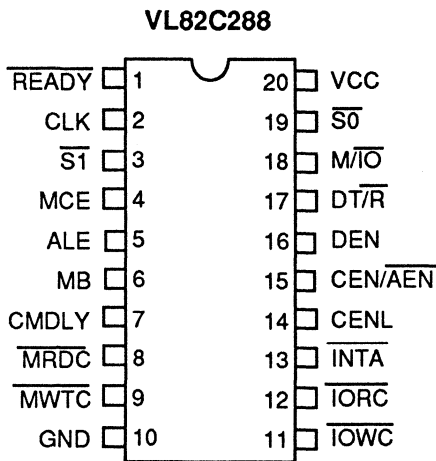 VL82C288
READY 1 20 VCC
CLK 2 19 S0
S1 3 18 M/IO
MCE 4 17 DT/R
ALE 5 16 DEN
MB 6 15 CEN/AEN
CMDLY 7 14 CENL
MRDC 8 13 INTA
MWTC 9 12 IORC
GND 10 11 IOWC